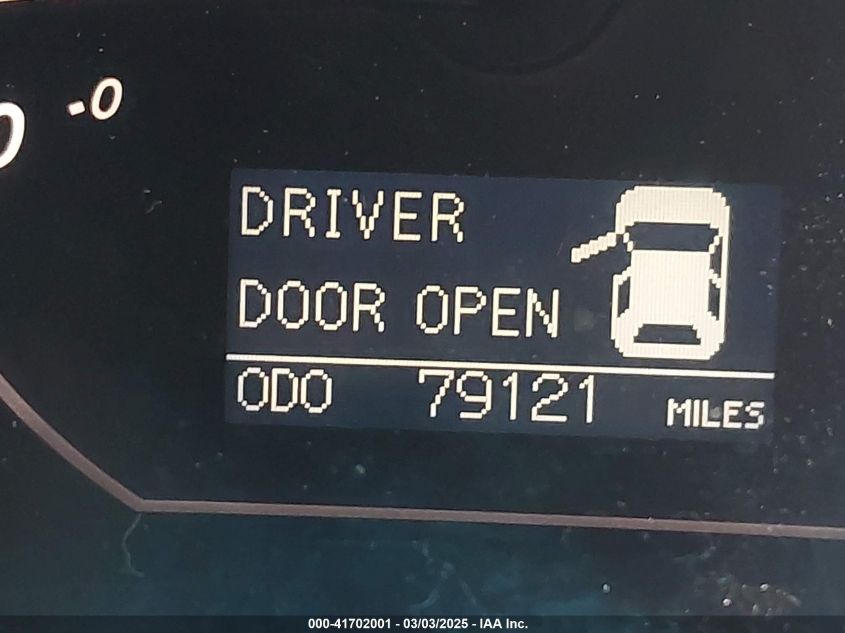 -0
DRIVER
DOOR OPEN
ODO 79121 MILES
000-41702001 - 03/03/2025 - IAA Inc.